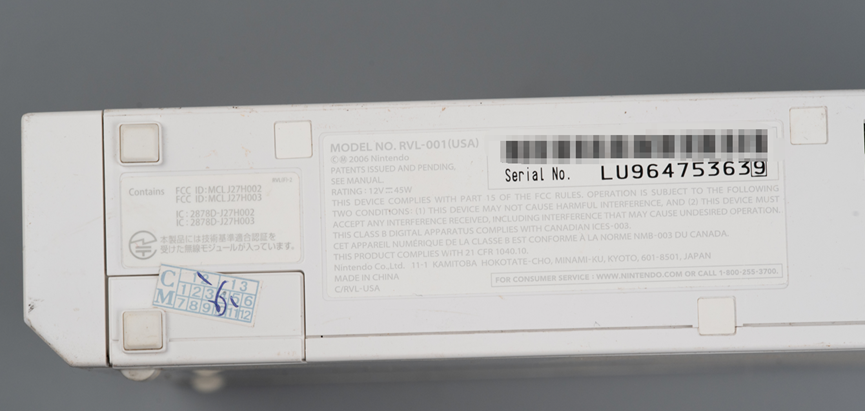 Contains
FCC ID:MCLJ27H002
FCC ID:MCLJ27H003
IC:2878D-J27H002
IC:2878D-J27H003
本製品には技術基準適合認証を
受けた無線モジュールが入っています。
C 13
1 2 3 4 5 6
M 7 8 9 11 12
MODEL NO. RVL-001(USA)
©® 2006 Nintendo
PATENTS ISSUED AND PENDING.
SEE MANUAL.
RATING: 12V⎓45W
Serial No. LU964753639
THIS DEVICE COMPLIES WITH PART 15 OF THE FCC RULES. OPERATION IS SUBJECT TO THE FOLLOWING
TWO CONDITIONS: (1) THIS DEVICE MAY NOT CAUSE HARMFUL INTERFERENCE, AND (2) THIS DEVICE MUST
ACCEPT ANY INTERFERENCE RECEIVED, INCLUDING INTERFERENCE THAT MAY CAUSE UNDESIRED OPERATION.
THIS CLASS B DIGITAL APPARATUS COMPLIES WITH CANADIAN ICES-003.
CET APPAREIL NUMÉRIQUE DE LA CLASSE B EST CONFORME À LA NORME NMB-003 DU CANADA.
THIS PRODUCT COMPLIES WITH 21 CFR 1040.10.
Nintendo Co.,Ltd. 11-1 KAMITOBA HOKOTATE-CHO, MINAMI-KU, KYOTO, 601-8501, JAPAN
MADE IN CHINA
C/RVL-USA
FOR CONSUMER SERVICE : WWW.NINTENDO.COM OR CALL 1-800-255-3700.